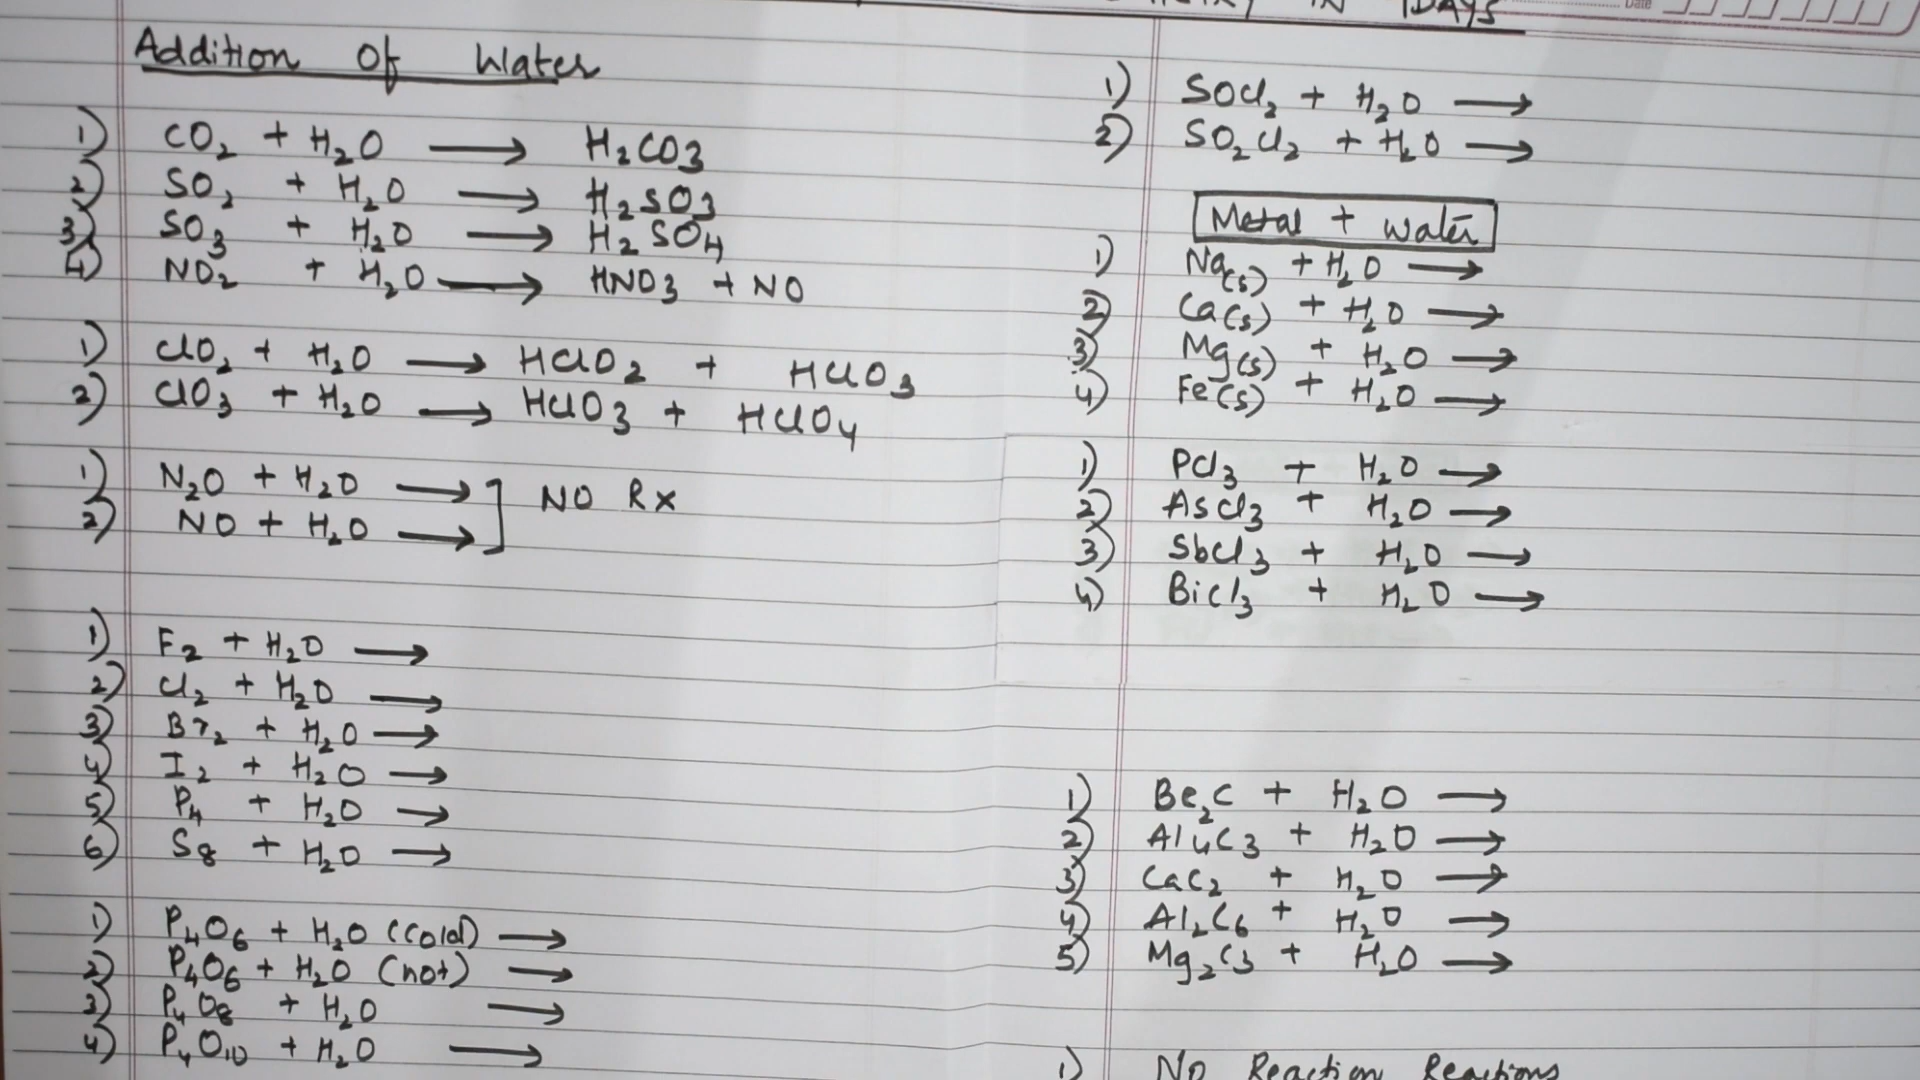 Addition Of Water
1) CO₂ + H₂O ⟶ H₂CO₃
2) SO₂ + H₂O ⟶ H₂SO₃
3) SO₃ + H₂O ⟶ H₂SO₄
4) NO₂ + H₂O ⟶ HNO₃ + NO
1) ClO₂ + H₂O ⟶ HClO₂ + HClO₃
2) ClO₃ + H₂O ⟶ HClO₃ + HClO₄
1) N₂O + H₂O ⟶ ] NO Rx
2) NO + H₂O ⟶
1) F₂ + H₂O ⟶
2) Cl₂ + H₂O ⟶
3) Br₂ + H₂O ⟶
4) I₂ + H₂O ⟶
5) P₄ + H₂O ⟶
6) S₈ + H₂O ⟶
1) P₄O₆ + H₂O (cold) ⟶
2) P₄O₆ + H₂O (hot) ⟶
3) P₄O₈ + H₂O ⟶
4) P₄O₁₀ + H₂O ⟶
IN 1DAYS
Date
1) SOCl₂ + H₂O ⟶
2) SO₂Cl₂ + H₂O ⟶
Metal + water
1) Na(s) + H₂O ⟶
2) Ca(s) + H₂O ⟶
3) Mg(s) + H₂O ⟶
4) Fe(s) + H₂O ⟶
1) PCl₃ + H₂O ⟶
2) AsCl₃ + H₂O ⟶
3) SbCl₃ + H₂O ⟶
4) BiCl₃ + H₂O ⟶
1) Be₂C + H₂O ⟶
2) Al₄C₃ + H₂O ⟶
3) CaC₂ + H₂O ⟶
4) Al₂C₆ + H₂O ⟶
5) Mg₂C₃ + H₂O ⟶
1) No Reaction Reactions